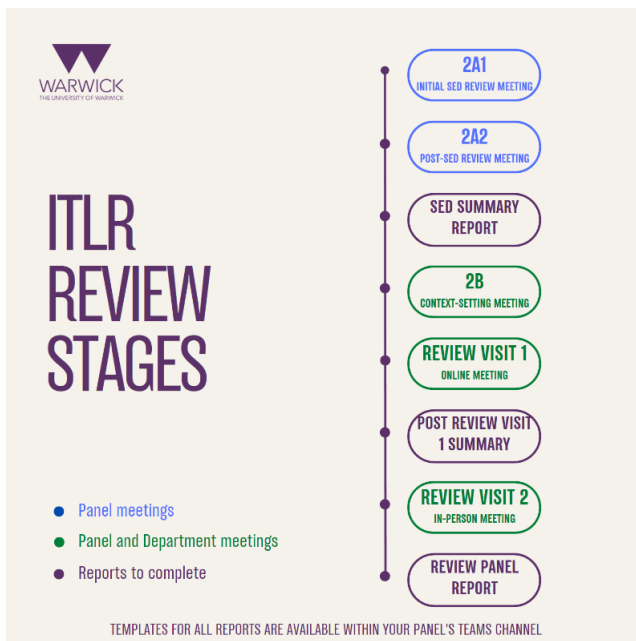 WARWICK
THE UNIVERSITY OF WARWICK
ITLR
REVIEW
STAGES
2A1
INITIAL SED REVIEW MEETING
2A2
POST-SED REVIEW MEETING
SED SUMMARY
REPORT
2B
CONTEXT-SETTING MEETING
REVIEW VISIT 1
ONLINE MEETING
POST REVIEW VISIT
1 SUMMARY
REVIEW VISIT 2
IN-PERSON MEETING
REVIEW PANEL
REPORT
Panel meetings
Panel and Department meetings
Reports to complete
TEMPLATES FOR ALL REPORTS ARE AVAILABLE WITHIN YOUR PANEL'S TEAMS CHANNEL